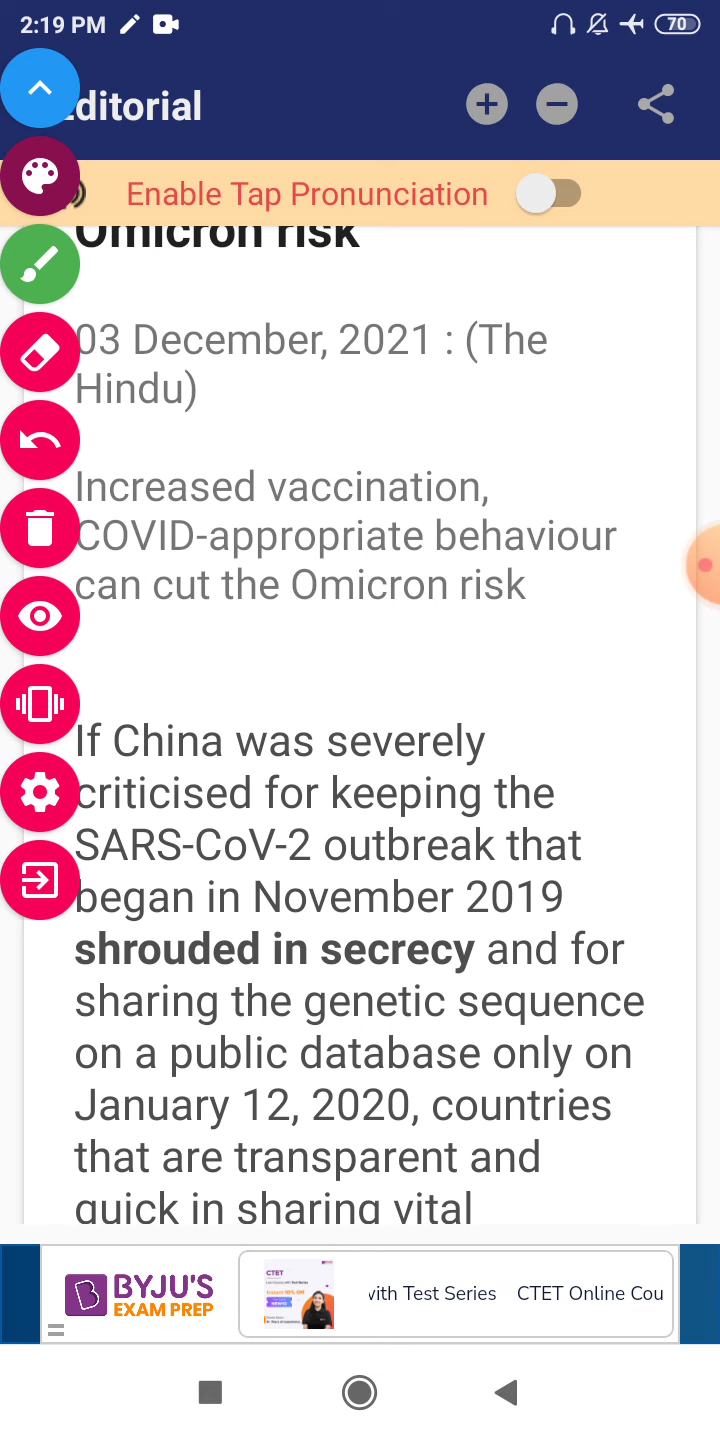 2:19 PM
70
ditorial
Enable Tap Pronunciation
Omicron risk
03 December, 2021 : (The
Hindu)
Increased vaccination,
COVID-appropriate behaviour
can cut the Omicron risk
If China was severely
criticised for keeping the
SARS-CoV-2 outbreak that
began in November 2019
shrouded in secrecy and for
sharing the genetic sequence
on a public database only on
January 12, 2020, countries
that are transparent and
quick in sharing vital
BYJU'S
EXAM PREP
CTET
with Test Series CTET Online Cou